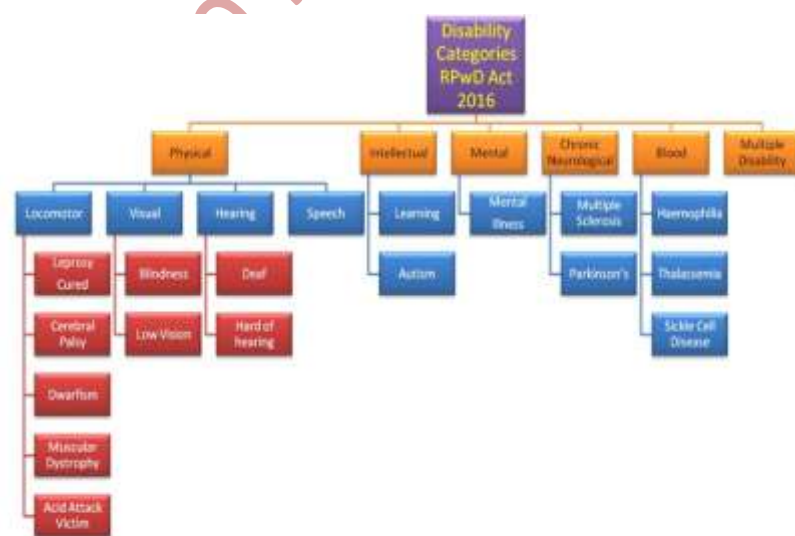 Disability
Categories
RPwD Act
2016
Physical
Intellectual
Mental
Chronic
Neurological
Blood
Multiple
Disability
Locomotor
Visual
Hearing
Speech
Learning
Mental
Illness
Multiple
Sclerosis
Haemophilia
Leprosy
Cured
Blindness
Deaf
Autism
Parkinson's
Thalassemia
Cerebral
Palsy
Low Vision
Hard of
hearing
Sickle Cell
Disease
Dwarfism
Muscular
Dystrophy
Acid Attack
Victim